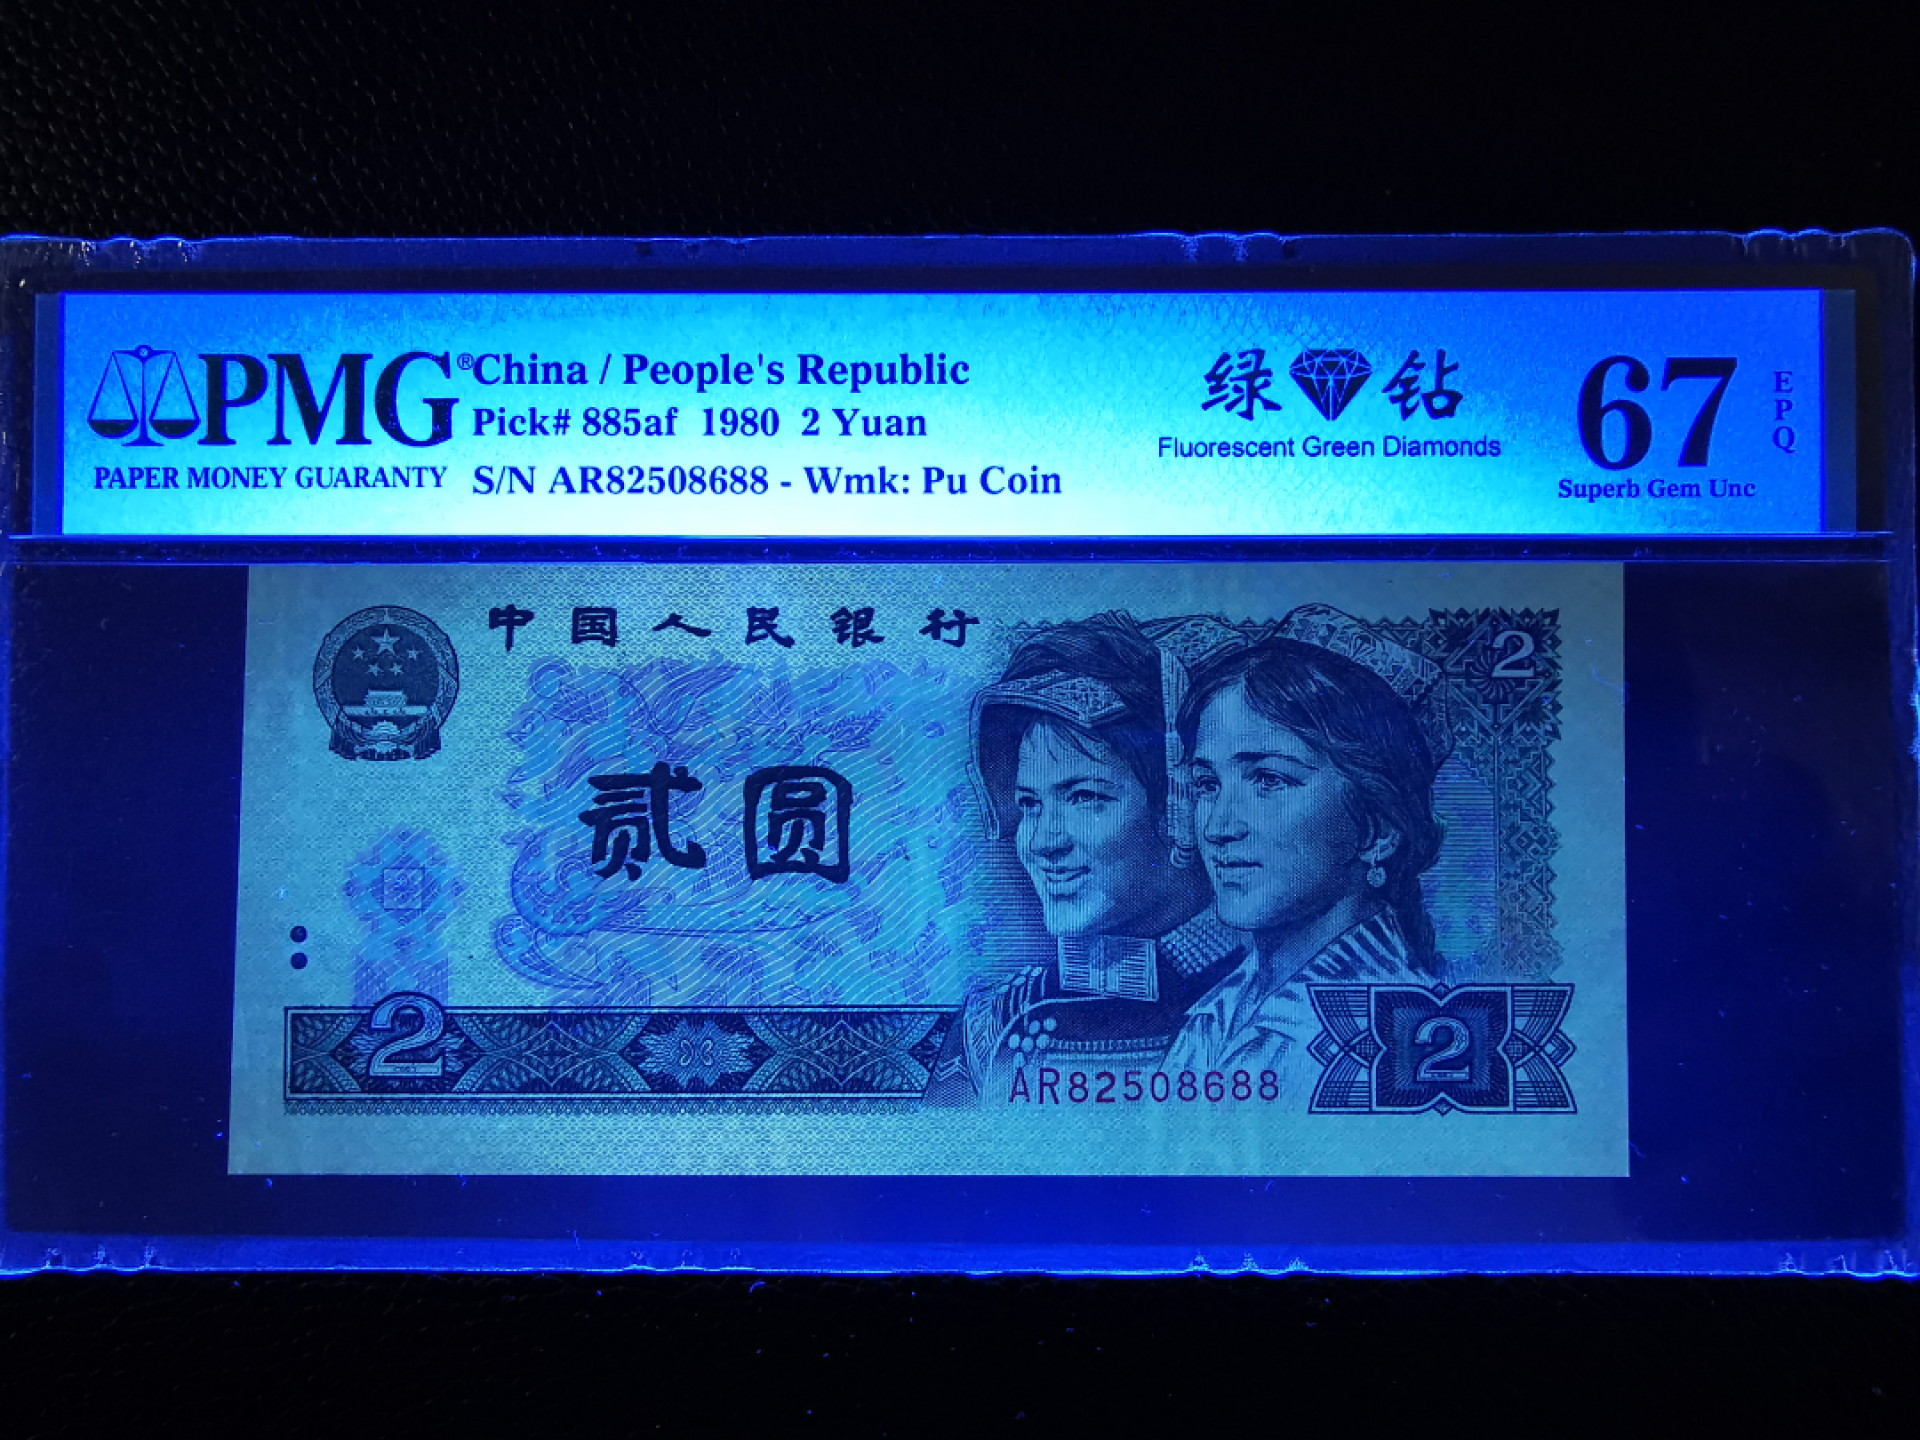 PMG®
PAPER MONEY GUARANTY
China / People's Republic
Pick# 885af 1980 2 Yuan
S/N AR82508688 - Wmk: Pu Coin
绿钻
Fluorescent Green Diamonds
67
EPQ
Superb Gem Unc
中国人民银行
2
贰圆
2
AR82508688
2